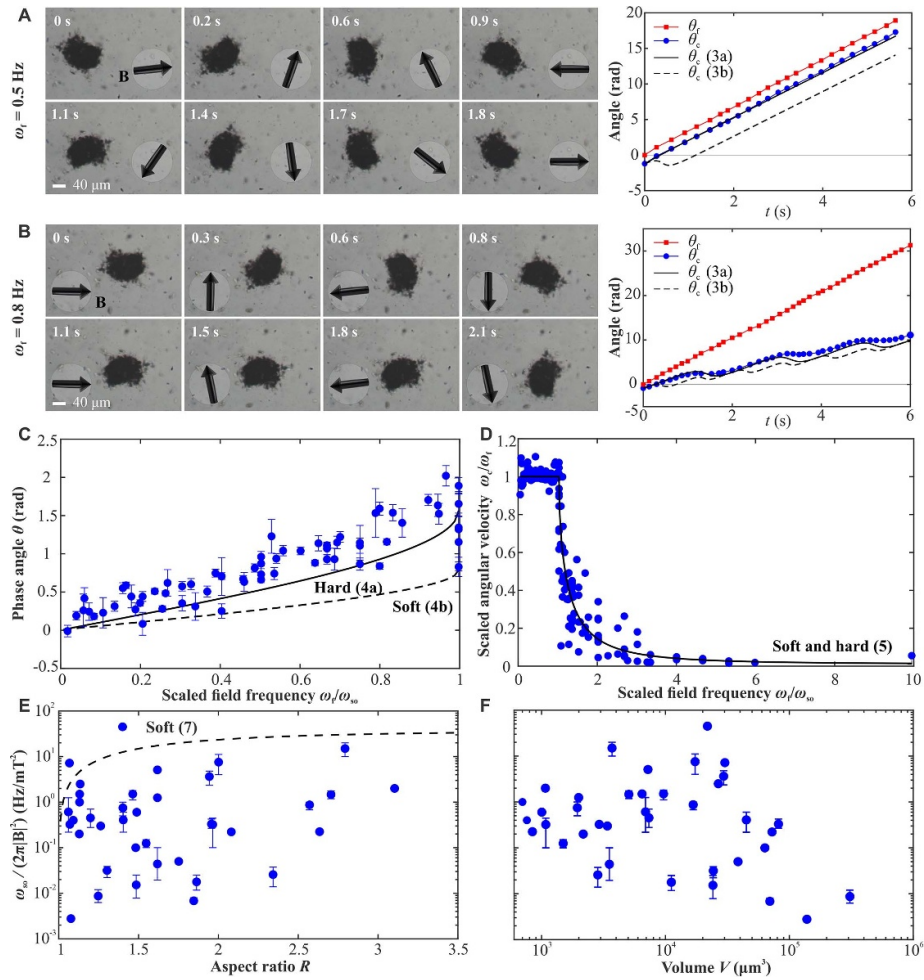 A
ωf = 0.5 Hz
0 s
0.2 s
0.6 s
0.9 s
B
1.1 s
1.4 s
1.7 s
1.8 s
40 μm
Angle (rad)
20
15
10
5
0
-5
0
2
4
6
t (s)
θf
θc
θc (3a)
θc (3b)
B
ωf = 0.8 Hz
0 s
0.3 s
0.6 s
0.8 s
B
1.1 s
1.5 s
1.8 s
2.1 s
40 μm
Angle (rad)
30
20
10
0
-5
0
2
4
6
t (s)
θf
θc
θc (3a)
θc (3b)
C
Phase angle θ (rad)
2.5
2
1.5
1
0.5
0
-0.5
0
0.2
0.4
0.6
0.8
1
Scaled field frequency ωf/ωso
Hard (4a)
Soft (4b)
D
Scaled angular velocity ωc/ωf
1.2
1
0.8
0.6
0.4
0.2
0
0
2
4
6
8
10
Scaled field frequency ωf/ωso
Soft and hard (5)
E
ωso / (2π|B|²) (Hz/mT²)
10²
10¹
10⁰
10⁻¹
10⁻²
10⁻³
1
1.5
2
2.5
3
3.5
Aspect ratio R
Soft (7)
F
10³
10⁴
10⁵
10⁶
Volume V (μm³)